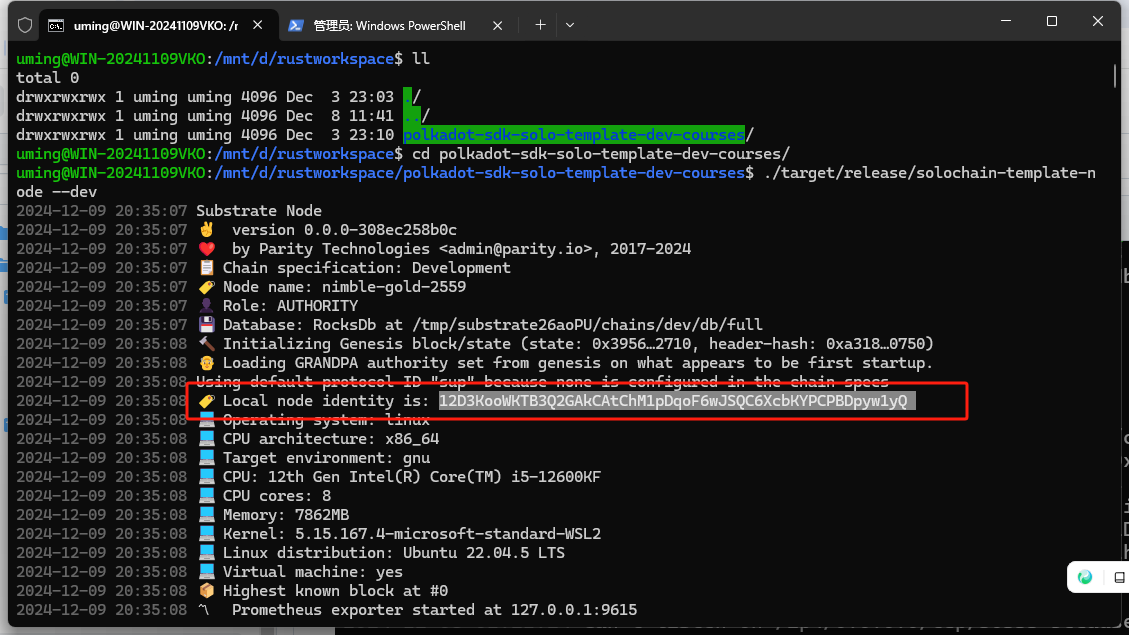 uming@WIN-20241109VKO: /r
管理员: Windows PowerShell
uming@WIN-20241109VKO:/mnt/d/rustworkspace$ ll
total 0
drwxrwxrwx 1 uming uming 4096 Dec  3 23:03 ./
drwxrwxrwx 1 uming uming 4096 Dec  8 11:41 ../
drwxrwxrwx 1 uming uming 4096 Dec  3 23:10 polkadot-sdk-solo-template-dev-courses/
uming@WIN-20241109VKO:/mnt/d/rustworkspace$ cd polkadot-sdk-solo-template-dev-courses/
uming@WIN-20241109VKO:/mnt/d/rustworkspace/polkadot-sdk-solo-template-dev-courses$ ./target/release/solochain-template-n
ode --dev
2024-12-09 20:35:07 Substrate Node
2024-12-09 20:35:07 ✌️  version 0.0.0-308ec258b0c
2024-12-09 20:35:07 ❤️  by Parity Technologies <admin@parity.io>, 2017-2024
2024-12-09 20:35:07 📋 Chain specification: Development
2024-12-09 20:35:07 🏷 Node name: nimble-gold-2559
2024-12-09 20:35:07 👤 Role: AUTHORITY
2024-12-09 20:35:07 💾 Database: RocksDb at /tmp/substrate26aoPU/chains/dev/db/full
2024-12-09 20:35:08 🔨 Initializing Genesis block/state (state: 0x3956…2710, header-hash: 0xa318…0750)
2024-12-09 20:35:08 👴 Loading GRANDPA authority set from genesis on what appears to be first startup.
2024-12-09 20:35:08 Using default protocol ID "sup" because none is configured in the chain specs
2024-12-09 20:35:08 🏷 Local node identity is: 12D3KooWKTB3Q2GAkCAtChM1pDqoF6wJSQC6XcbKYPCPBDpyw1yQ
2024-12-09 20:35:08 💻 Operating system: linux
2024-12-09 20:35:08 💻 CPU architecture: x86_64
2024-12-09 20:35:08 💻 Target environment: gnu
2024-12-09 20:35:08 💻 CPU: 12th Gen Intel(R) Core(TM) i5-12600KF
2024-12-09 20:35:08 💻 CPU cores: 8
2024-12-09 20:35:08 💻 Memory: 7862MB
2024-12-09 20:35:08 💻 Kernel: 5.15.167.4-microsoft-standard-WSL2
2024-12-09 20:35:08 💻 Linux distribution: Ubuntu 22.04.5 LTS
2024-12-09 20:35:08 💻 Virtual machine: yes
2024-12-09 20:35:08 📦 Highest known block at #0
2024-12-09 20:35:08 〽️  Prometheus exporter started at 127.0.0.1:9615